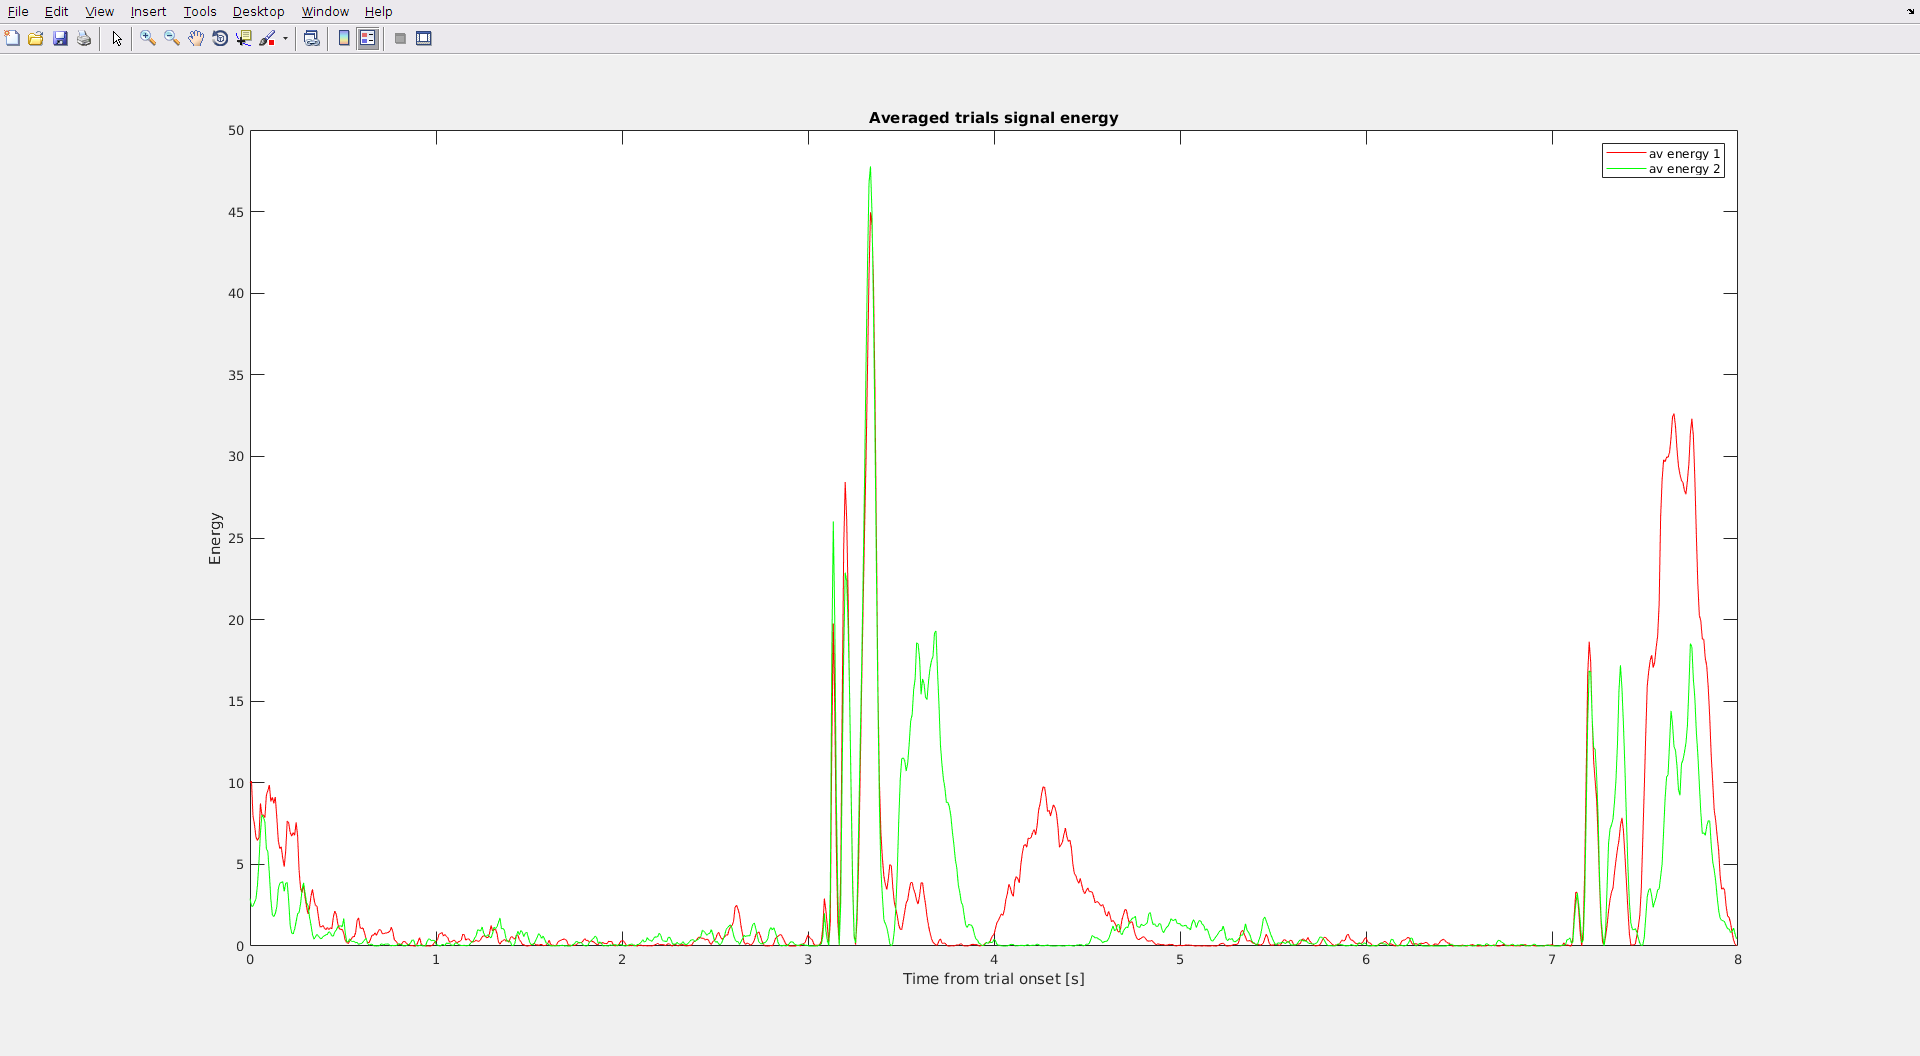 File Edit View Insert Tools Desktop Window Help
Averaged trials signal energy
av energy 1
av energy 2
50
45
40
35
30
25
20
15
10
5
0
Energy
0 1 2 3 4 5 6 7 8
Time from trial onset [s]